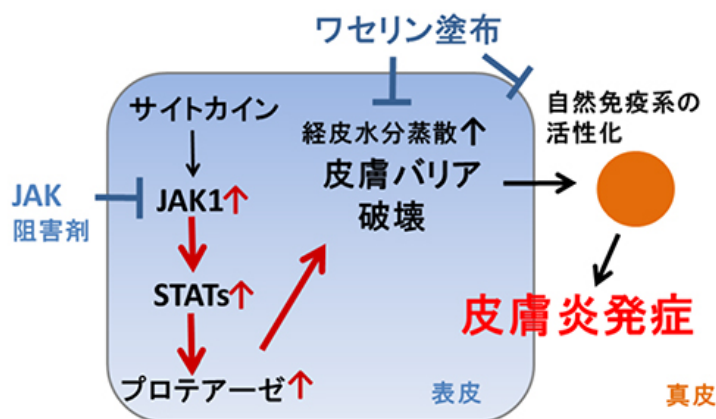 ワセリン塗布
サイトカイン
JAK1↑
STATs↑
プロテアーゼ↑
JAK
阻害剤
経皮水分蒸散↑
皮膚バリア
破壊
自然免疫系の
活性化
皮膚炎発症
表皮
真皮